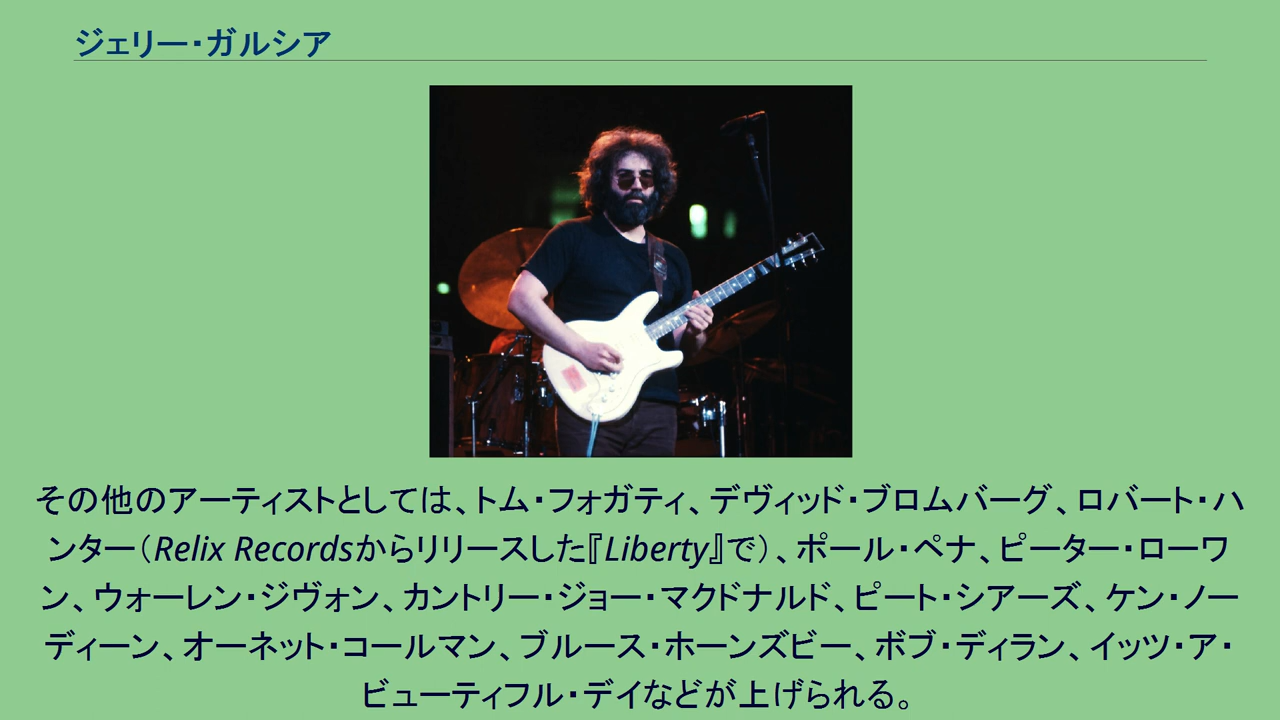 ジェリー・ガルシア
その他のアーティストとしては、トム・フォガティ、デヴィッド・ブロムバーグ、ロバート・ハ
ンター（Relix Recordsからリリースした『Liberty』で）、ポール・ペナ、ピーター・ローワ
ン、ウォーレン・ジヴォン、カントリー・ジョー・マクドナルド、ピート・シアーズ、ケン・ノー
ディーン、オーネット・コールマン、ブルース・ホーンズビー、ボブ・ディラン、イッツ・ア・
ビューティフル・デイなどが上げられる。